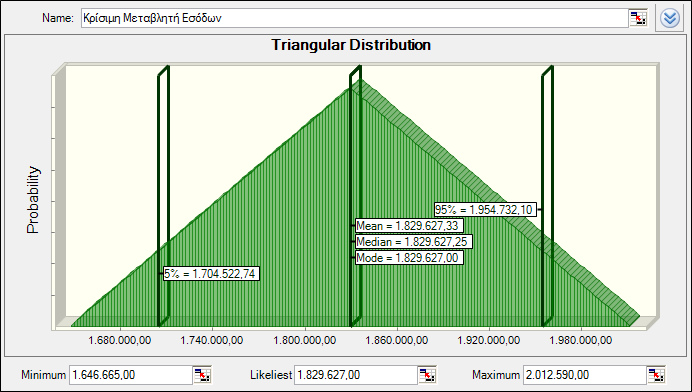 Name: Κρίσιμη Μεταβλητή Εσόδων
Triangular Distribution
Probability
95% = 1.954.732,10
Mean = 1.829.627,33
Median = 1.829.627,25
Mode = 1.829.627,00
5% = 1.704.522,74
1.680.000,00 1.740.000,00 1.800.000,00 1.860.000,00 1.920.000,00 1.980.000,00
Minimum 1.646.665,00 Likeliest 1.829.627,00 Maximum 2.012.590,00